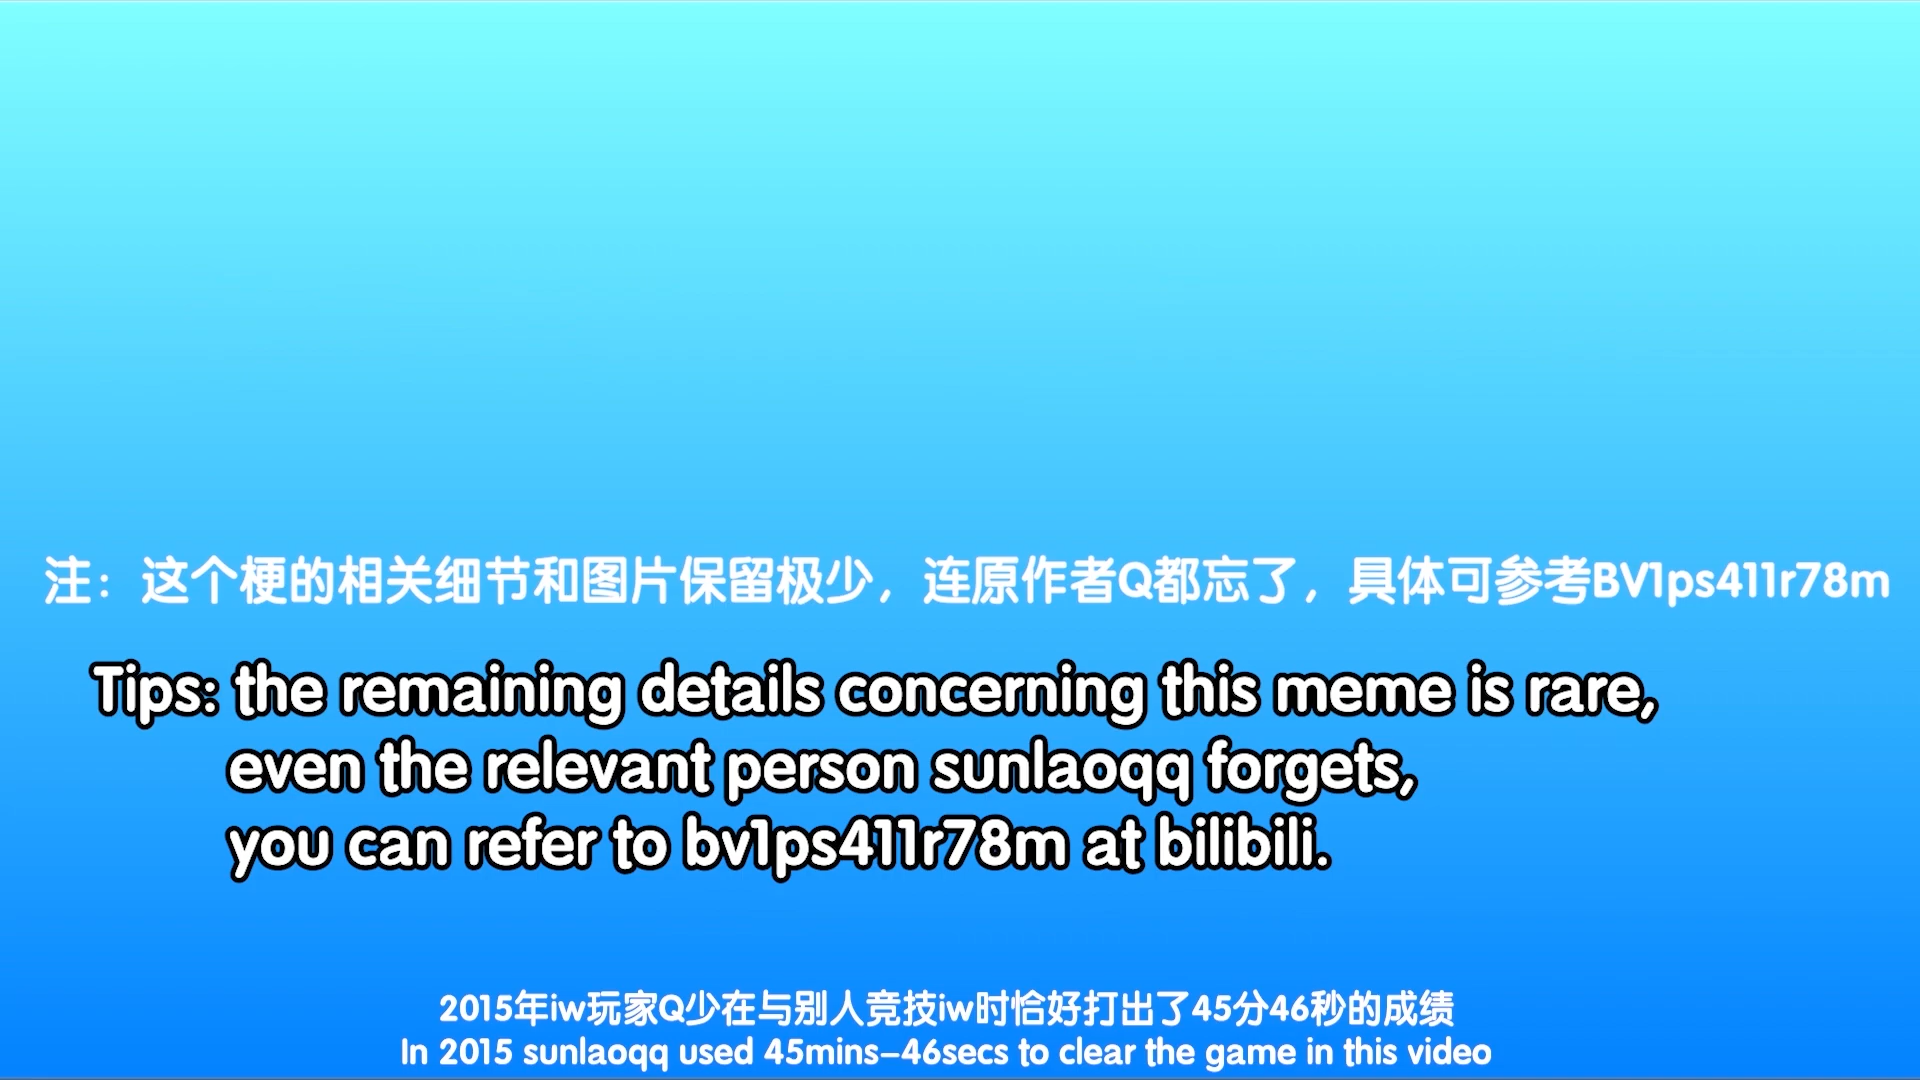 注：这个梗的相关细节和图片保留极少，连原作者Q都忘了，具体可参考BV1ps411r78m
Tips: the remaining details concerning this meme is rare,
even the relevant person sunlaoqq forgets,
you can refer to bv1ps411r78m at bilibili.
2015年iw玩家Q少在与别人竞技iw时恰好打出了45分46秒的成绩
In 2015 sunlaoqq used 45mins-46secs to clear the game in this video